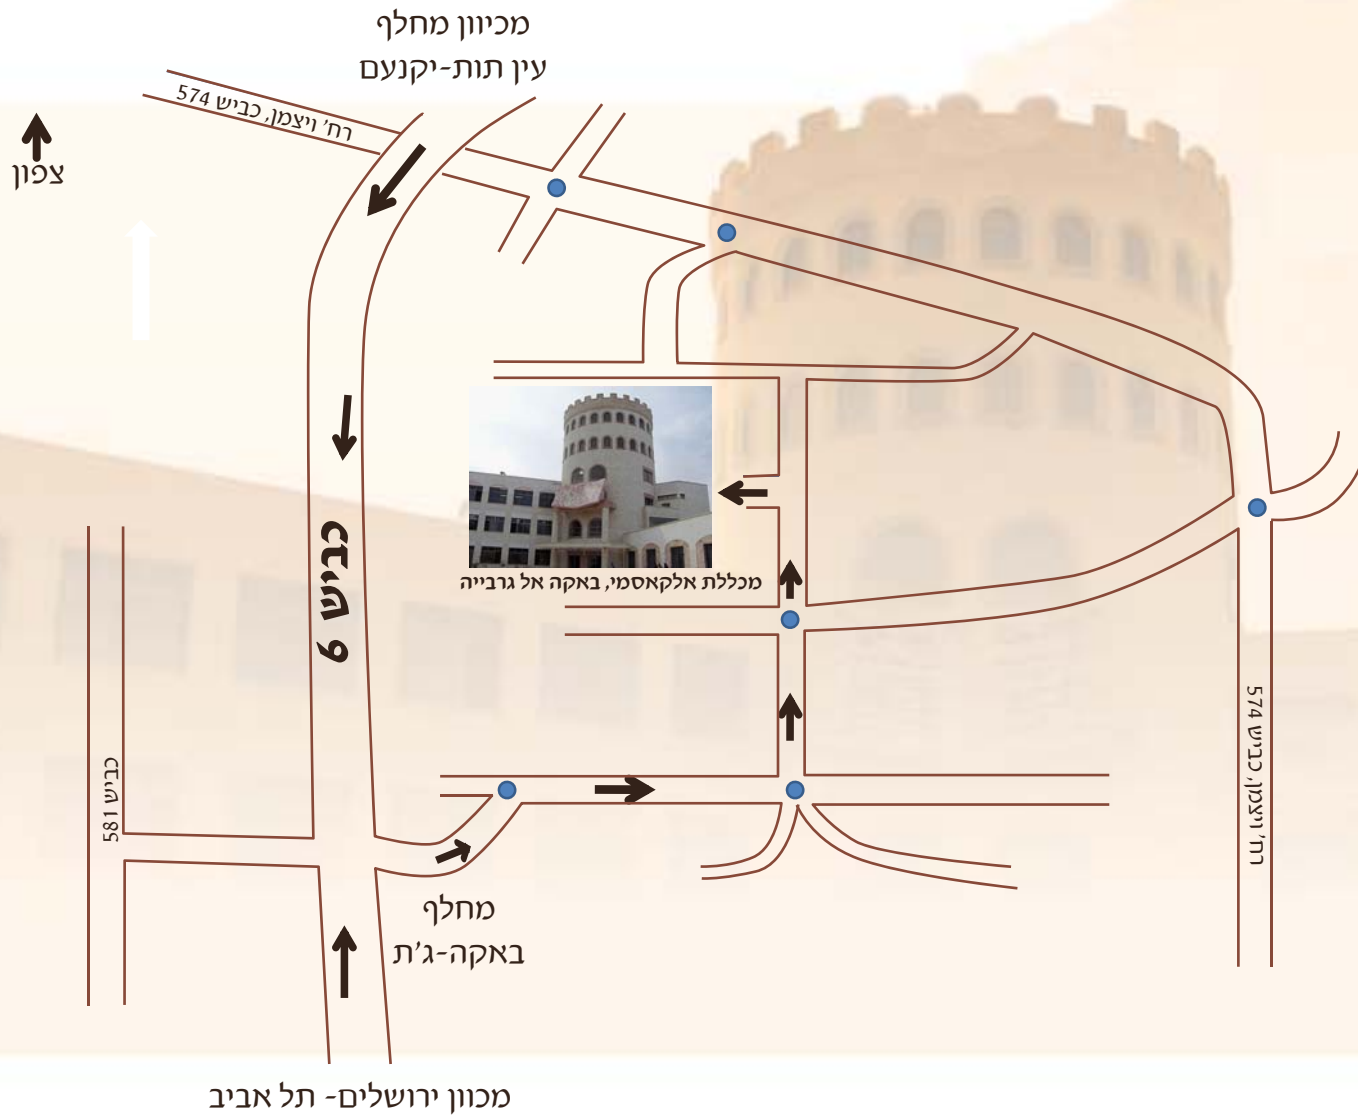 מכיוון מחלף
עין תות-יקנעם
רח' ויצמן, כביש 574
צפון
כביש 6
מכללת אלקאסמי, באקה אל גרבייה
רח' ויצמן, כביש 574
כביש 581
מחלף
באקה-ג'ת
מכוון ירושלים- תל אביב